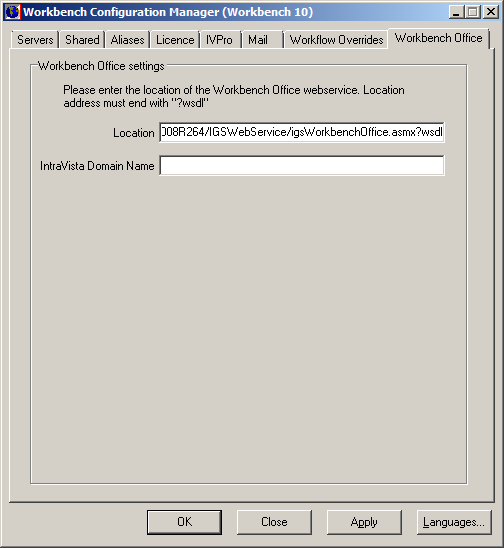 Workbench Configuration Manager (Workbench 10)
Servers Shared Aliases Licence IVPro Mail Workflow Overrides Workbench Office
Workbench Office settings
Please enter the location of the Workbench Office webservice. Location
address must end with "?wsdl"
Location 008R264/IGSWebService/igsWorkbenchOffice.asmx?wsdl
IntraVista Domain Name
OK Close Apply Languages...